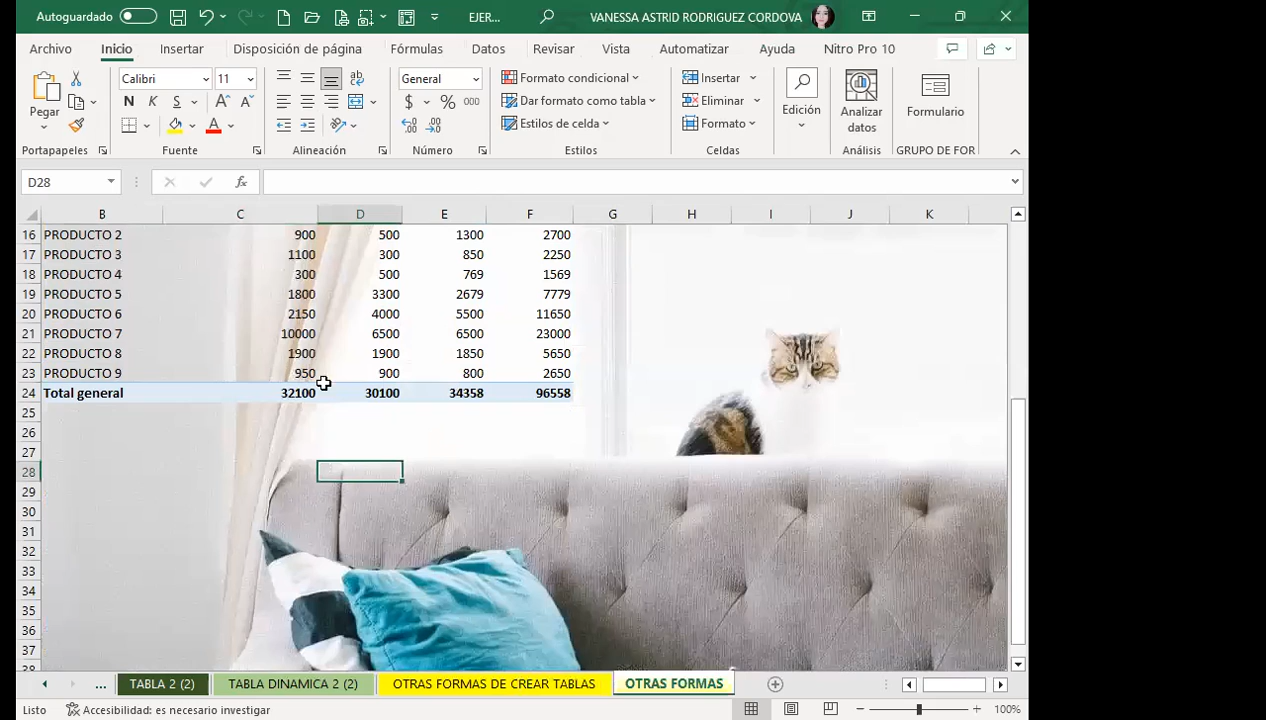 Autoguardado EJER... VANESSA ASTRID RODRIGUEZ CORDOVA
Archivo Inicio Insertar Disposición de página Fórmulas Datos Revisar Vista Automatizar Ayuda Nitro Pro 10
Pegar
Calibri 11
N K S
General
$ % 000
Formato condicional
Dar formato como tabla
Estilos de celda
Insertar
Eliminar
Formato
Edición
Analizar datos
Formulario
Portapapeles Fuente Alineación Número Estilos Celdas Análisis GRUPO DE FOR
D28 fx
B C D E F G H I J K
16 PRODUCTO 2 900 500 1300 2700
17 PRODUCTO 3 1100 300 850 2250
18 PRODUCTO 4 300 500 769 1569
19 PRODUCTO 5 1800 3300 2679 7779
20 PRODUCTO 6 2150 4000 5500 11650
21 PRODUCTO 7 10000 6500 6500 23000
22 PRODUCTO 8 1900 1900 1850 5650
23 PRODUCTO 9 950 900 800 2650
24 Total general 32100 30100 34358 96558
25
26
27
28
29
30
31
32
33
34
35
36
37
38
... TABLA 2 (2) TABLA DINAMICA 2 (2) OTRAS FORMAS DE CREAR TABLAS OTRAS FORMAS
Listo Accesibilidad: es necesario investigar 100%